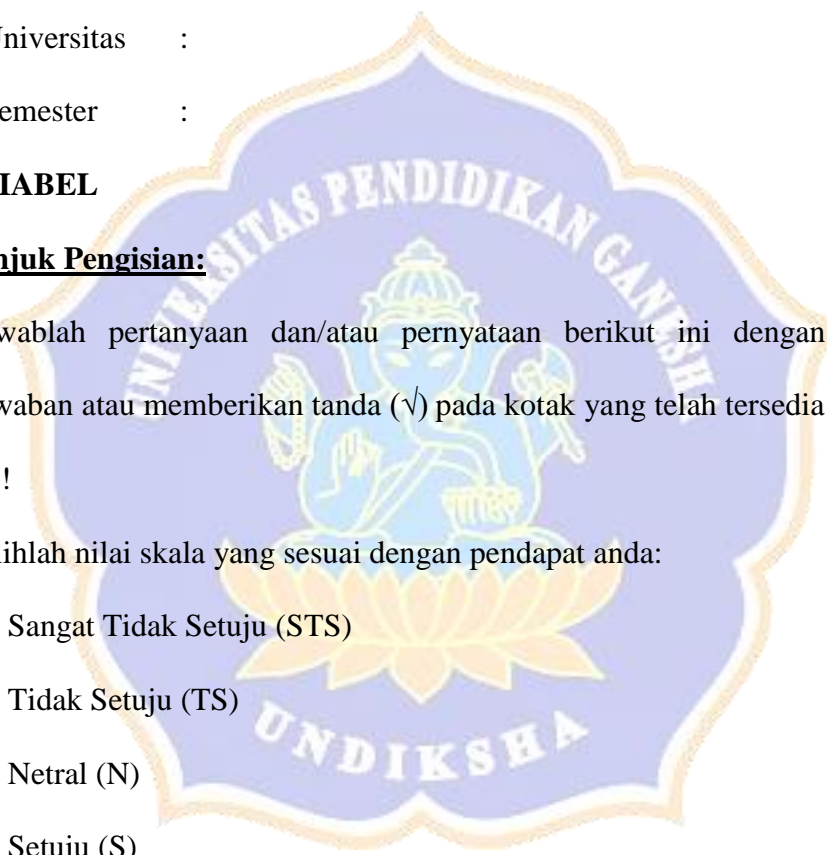 niversitas :
emester :
IABEL
njuk Pengisian:
wablah pertanyaan dan/atau pernyataan berikut ini dengan
waban atau memberikan tanda (√) pada kotak yang telah tersedia
!
ihlah nilai skala yang sesuai dengan pendapat anda:
Sangat Tidak Setuju (STS)
Tidak Setuju (TS)
Netral (N)
Setuju (S)
UNIVERSITAS PENDIDIKAN GANESHA
UNDIKSHA